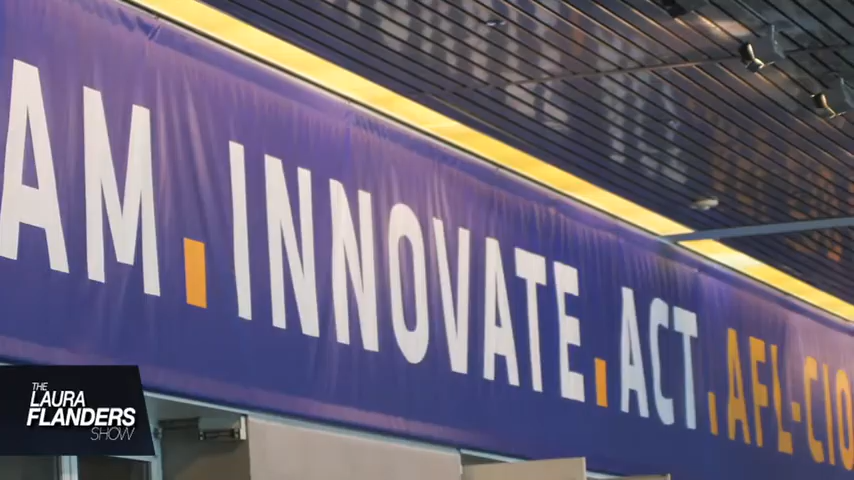 AM.INNOVATE.ACT.AFL-CIO
THE
LAURA
FLANDERS
SHOW